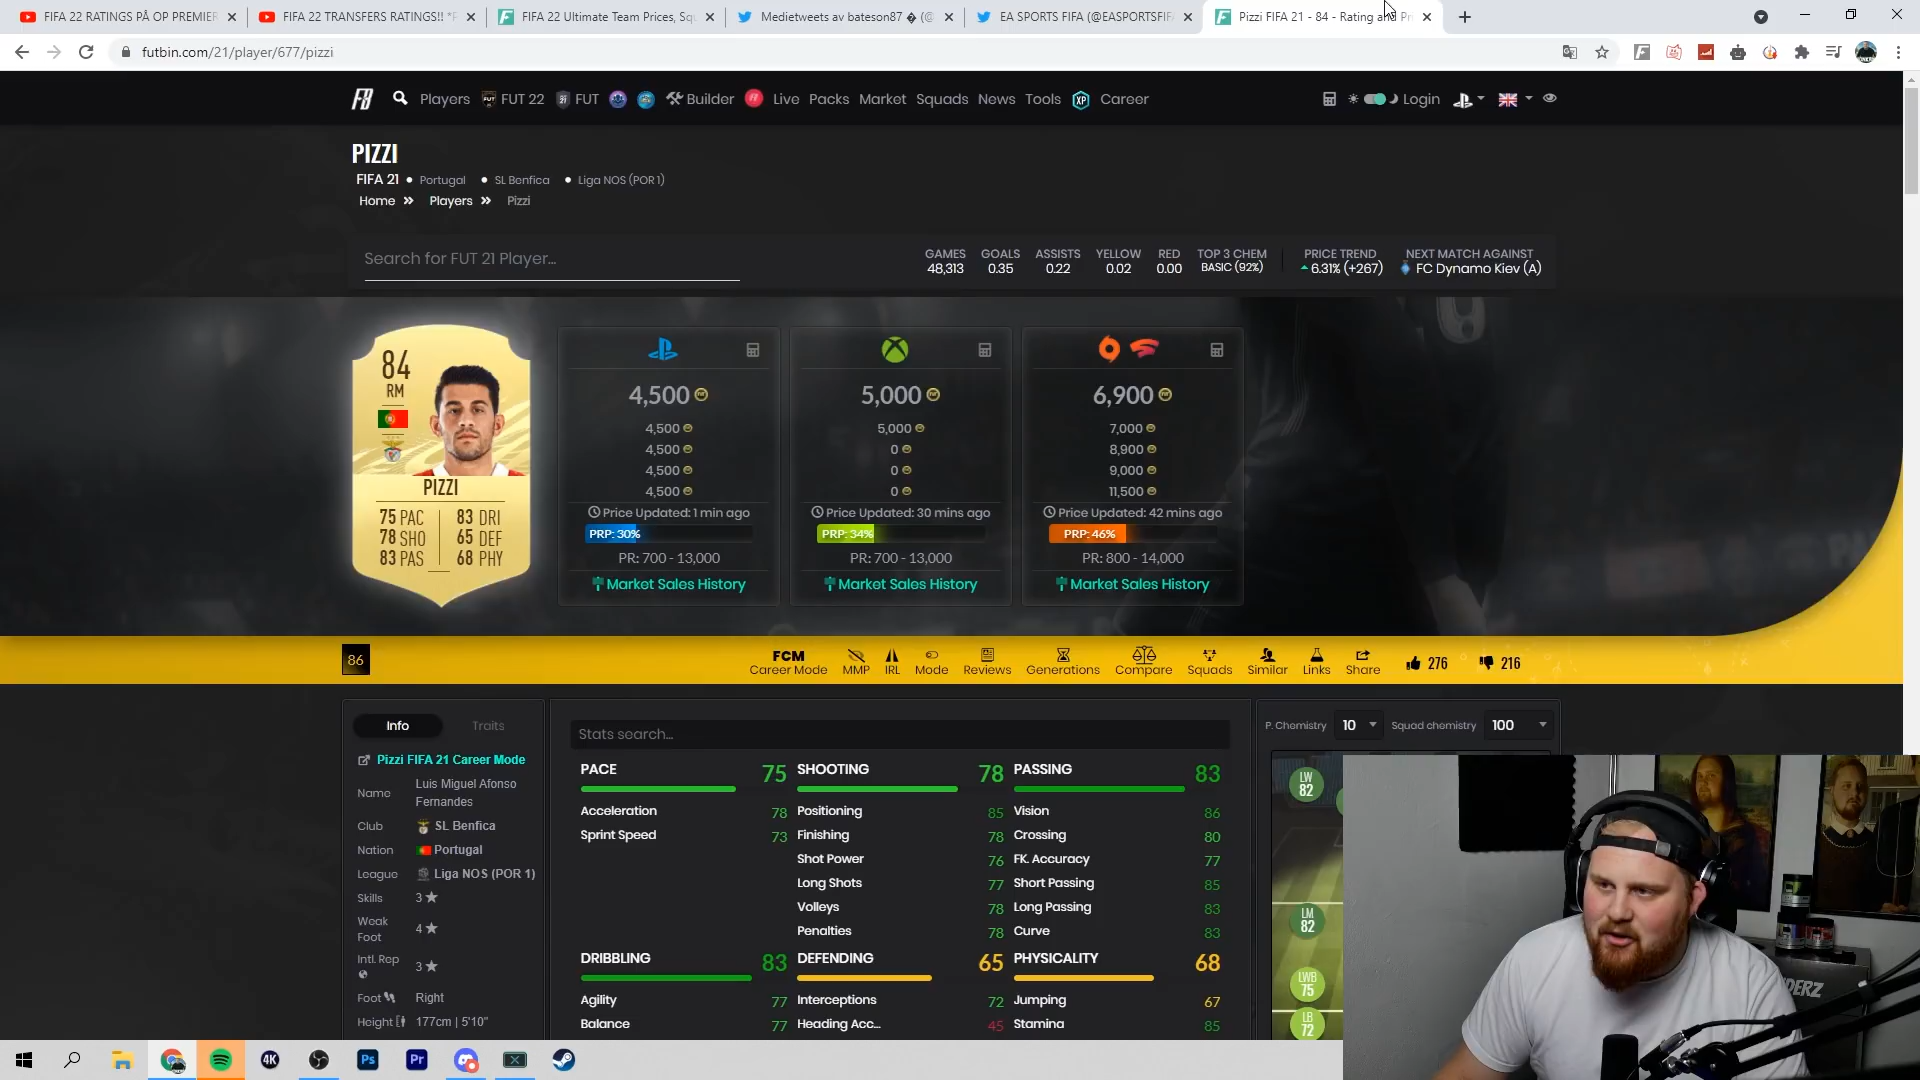 FIFA 22 RATINGS PÅ OP PREMIER
FIFA 22 TRANSFERS RATINGS!! *F
FIFA 22 Ultimate Team Prices, Squ
Medietweets av bateson87
EA SPORTS FIFA (@EASPORTSFIFA
Pizzi FIFA 21 - 84 - Rating and Pr
futbin.com/21/player/677/pizzi
Players FUT 22 FUT Builder Live Packs Market Squads News Tools XP Career Login
PIZZI
FIFA 21 • Portugal • SL Benfica • Liga NOS (POR 1)
Home » Players » Pizzi
Search for FUT 21 Player...
GAMES GOALS ASSISTS YELLOW RED TOP 3 CHEM PRICE TREND NEXT MATCH AGAINST
48,313 0.35 0.22 0.02 0.00 BASIC (92%) 6.31% (+267) FC Dynamo Kiev (A)
84
RM
PIZZI
75 PAC 83 DRI
78 SHO 65 DEF
83 PAS 68 PHY
4,500
4,500
4,500
4,500
4,500
Price Updated: 1 min ago
PRP: 30%
PR: 700 - 13,000
Market Sales History
5,000
5,000
0
0
0
Price Updated: 30 mins ago
PRP: 34%
PR: 700 - 13,000
Market Sales History
6,900
7,000
8,900
9,000
11,500
Price Updated: 42 mins ago
PRP: 46%
PR: 800 - 14,000
Market Sales History
86
FCM
Career Mode MMP IRL Mode Reviews Generations Compare Squads Similar Links Share 276 216
Info Traits
Pizzi FIFA 21 Career Mode
Name Luis Miguel Afonso
Fernandes
Club SL Benfica
Nation Portugal
League Liga NOS (POR 1)
Skills 3
Weak
Foot 4
Intl. Rep 3
Foot Right
Height 177cm | 5'10"
Stats search...
PACE 75
Acceleration 78
Sprint Speed 73
SHOOTING 78
Positioning 85
Finishing 78
Shot Power 76
Long Shots 77
Volleys 78
Penalties 78
PASSING 83
Vision 86
Crossing 80
FK. Accuracy 77
Short Passing 85
Long Passing 83
Curve 83
DRIBBLING 83
Agility 77
Balance 77
DEFENDING 65
Interceptions 72
Heading Acc... 45
PHYSICALITY 68
Jumping 67
Stamina 85
P. Chemistry 10 Squad chemistry 100
LW
82
LM
82
LWB
75
LB
72
4K
Ps
Pr